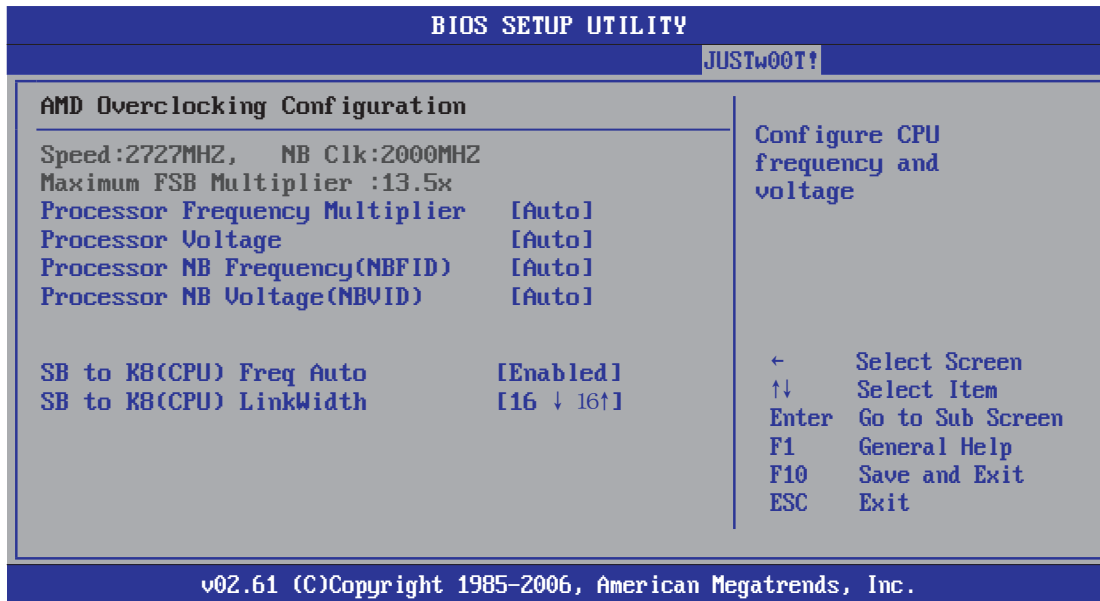 BIOS SETUP UTILITY
JUSTw00T!
AMD Overclocking Configuration
Speed:2727MHZ, NB Clk:2000MHZ
Maximum FSB Multiplier :13.5x
Processor Frequency Multiplier [Auto]
Processor Voltage [Auto]
Processor NB Frequency(NBFID) [Auto]
Processor NB Voltage(NBVID) [Auto]
SB to K8(CPU) Freq Auto [Enabled]
SB to K8(CPU) LinkWidth [16 ↓ 16↑]
Configure CPU
frequency and
voltage
← Select Screen
↑↓ Select Item
Enter Go to Sub Screen
F1 General Help
F10 Save and Exit
ESC Exit
v02.61 (C)Copyright 1985-2006, American Megatrends, Inc.